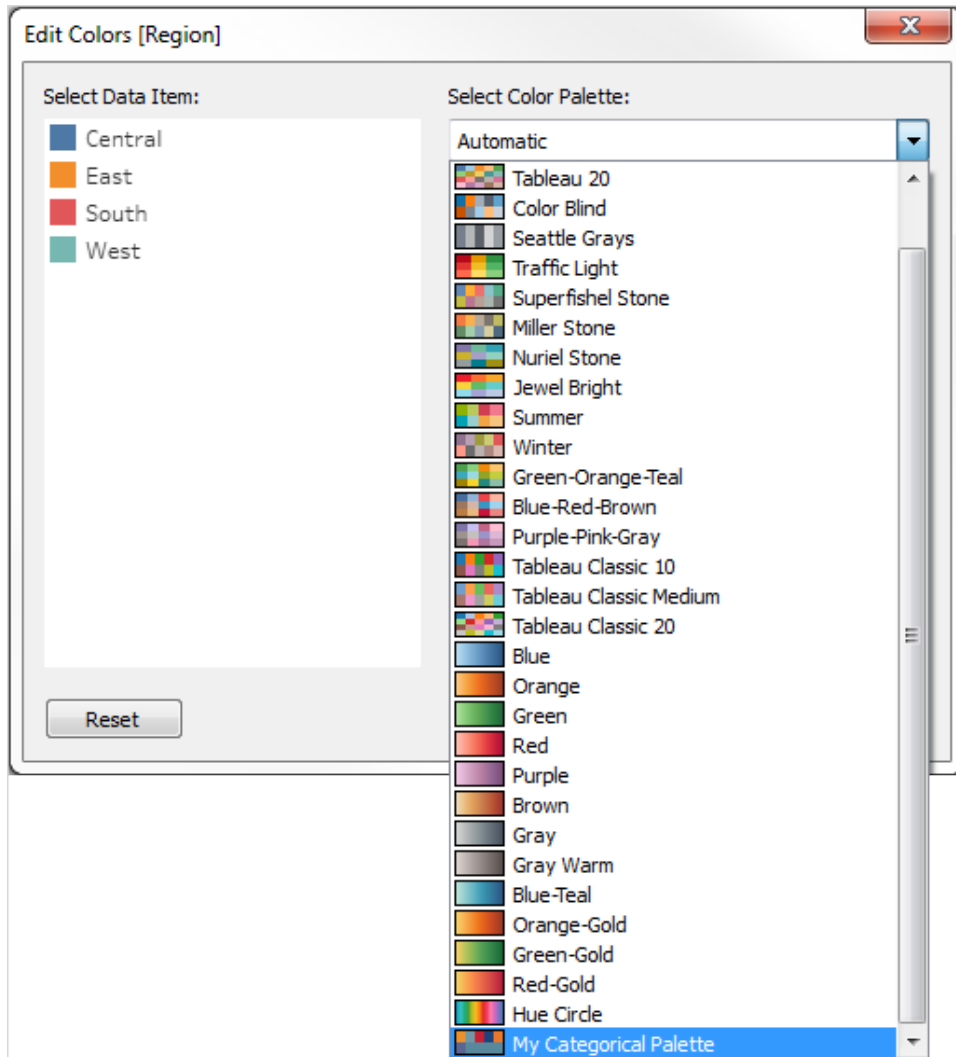 Edit Colors [Region]
Select Data Item:
Central
East
South
West
Reset
Select Color Palette:
Automatic
Tableau 20
Color Blind
Seattle Grays
Traffic Light
Superfishel Stone
Miller Stone
Nuriel Stone
Jewel Bright
Summer
Winter
Green-Orange-Teal
Blue-Red-Brown
Purple-Pink-Gray
Tableau Classic 10
Tableau Classic Medium
Tableau Classic 20
Blue
Orange
Green
Red
Purple
Brown
Gray
Gray Warm
Blue-Teal
Orange-Gold
Green-Gold
Red-Gold
Hue Circle
My Categorical Palette